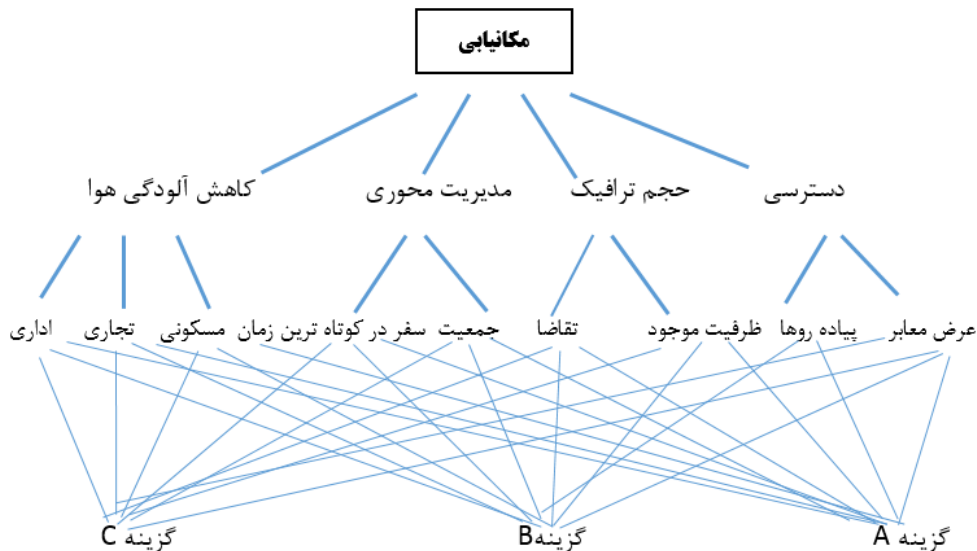 مکانیابی
دسترسی حجم ترافیک مدیریت محوری کاهش آلودگی هوا
عرض معابر پیاده روها ظرفیت موجود تقاضا جمعیت سفر در کوتاه ترین زمان مسکونی تجاری اداری
گزینه A گزینهB گزینه C